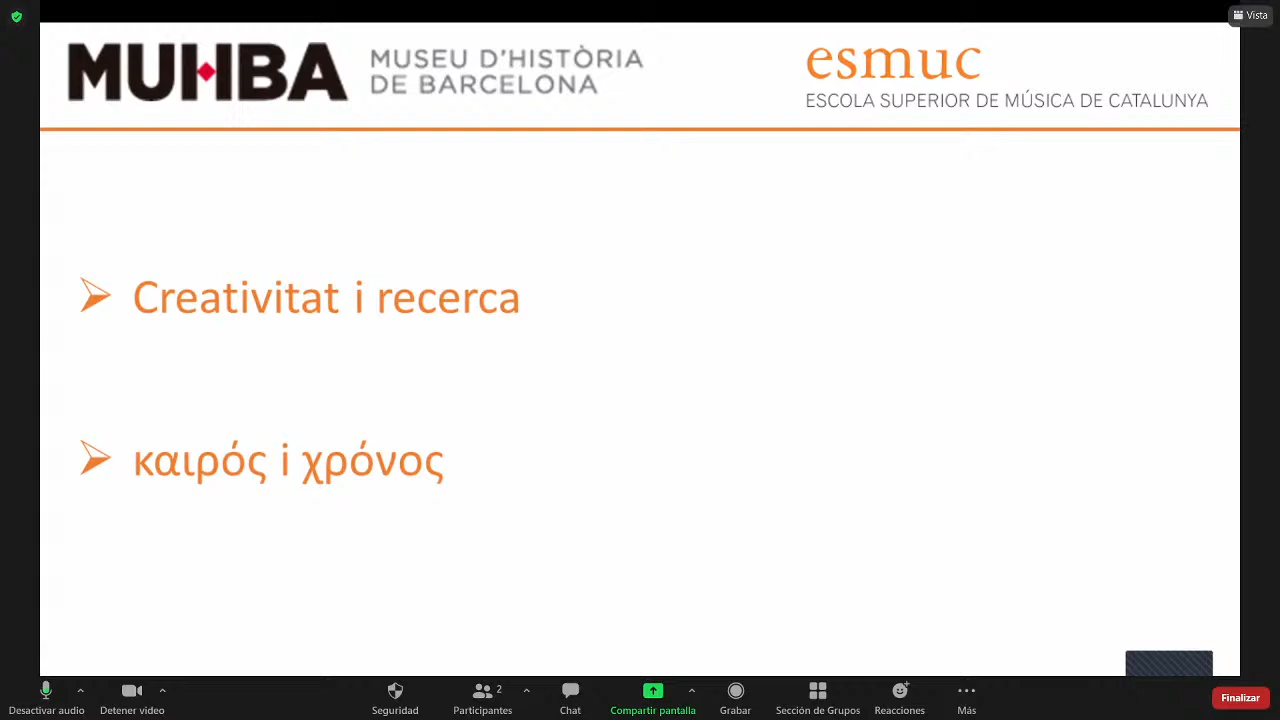 Vista
MUHBA MUSEU D'HISTÒRIA
DE BARCELONA
esmuc
ESCOLA SUPERIOR DE MÚSICA DE CATALUNYA
Creativitat i recerca
καιρός i χρόνος
Desactivar audio
Detener video
Seguridad
2
Participantes
Chat
Compartir pantalla
Grabar
Sección de Grupos
Reacciones
Más
Finalizar